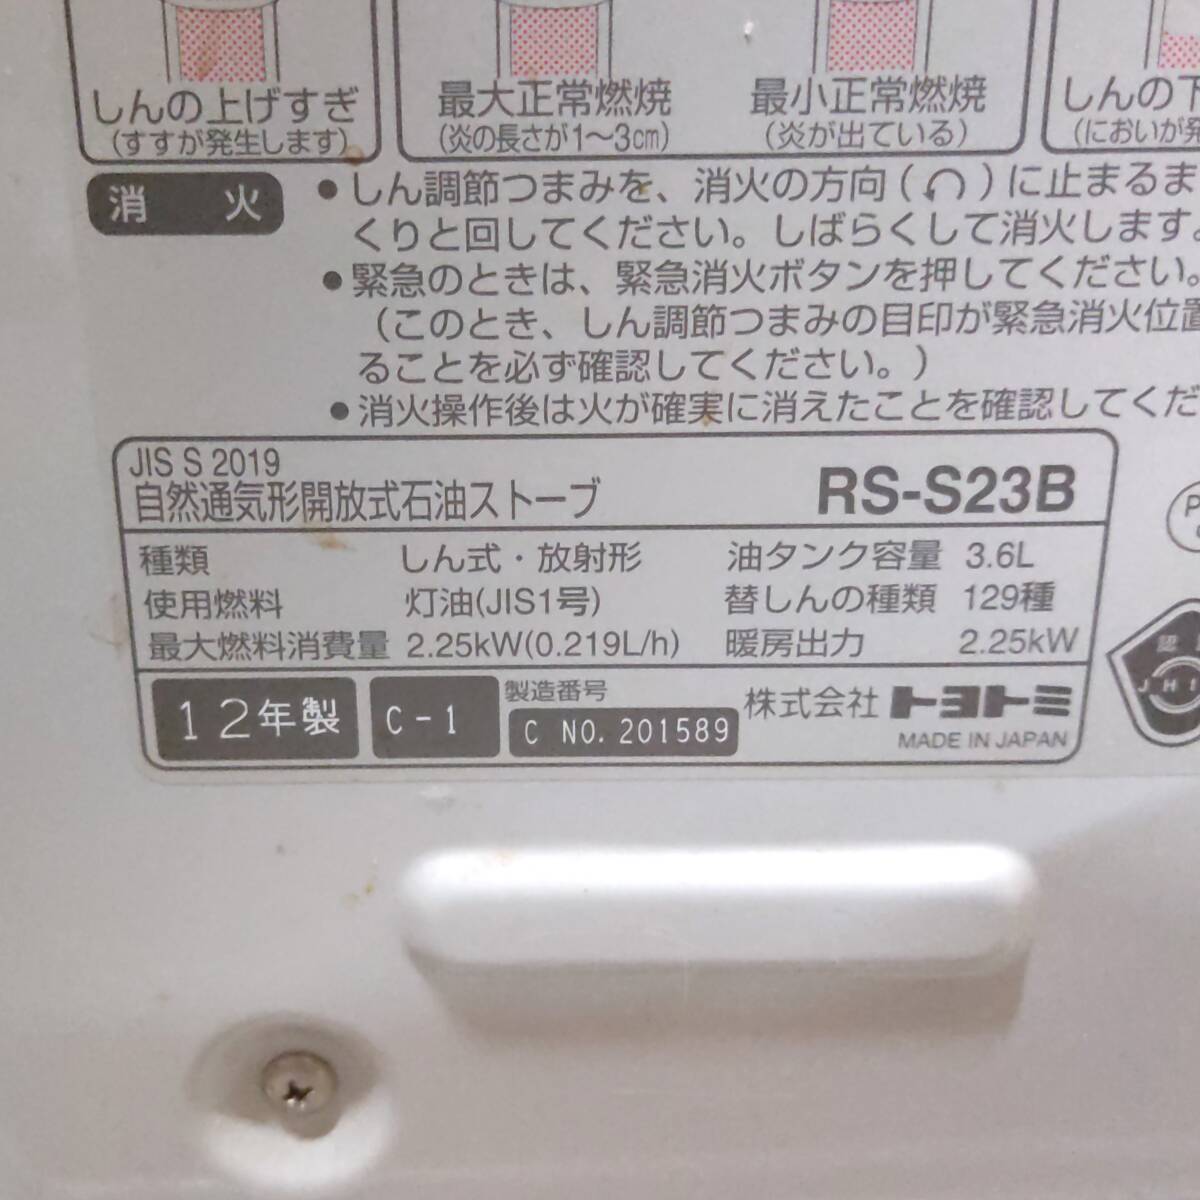 しんの上げすぎ
(すすが発生します)
最大正常燃焼
(炎の長さが1〜3cm)
最小正常燃焼
(炎が出ている)
しんの下
(においが発
消火
●しん調節つまみを、消火の方向(↶)に止まるま
くりと回してください。しばらくして消火します。
●緊急のときは、緊急消火ボタンを押してください。
(このとき、しん調節つまみの目印が緊急消火位置
ることを必ず確認してください。)
●消火操作後は火が確実に消えたことを確認してくだ
JIS S 2019
自然通気形開放式石油ストーブ RS-S23B
種類 しん式・放射形 油タンク容量 3.6L
使用燃料 灯油(JIS1号) 替しんの種類 129種
最大燃料消費量 2.25kW(0.219L/h) 暖房出力 2.25kW
12年製 C-1 製造番号
C NO. 201589
株式会社トヨトミ
MADE IN JAPAN
P
認
JHI